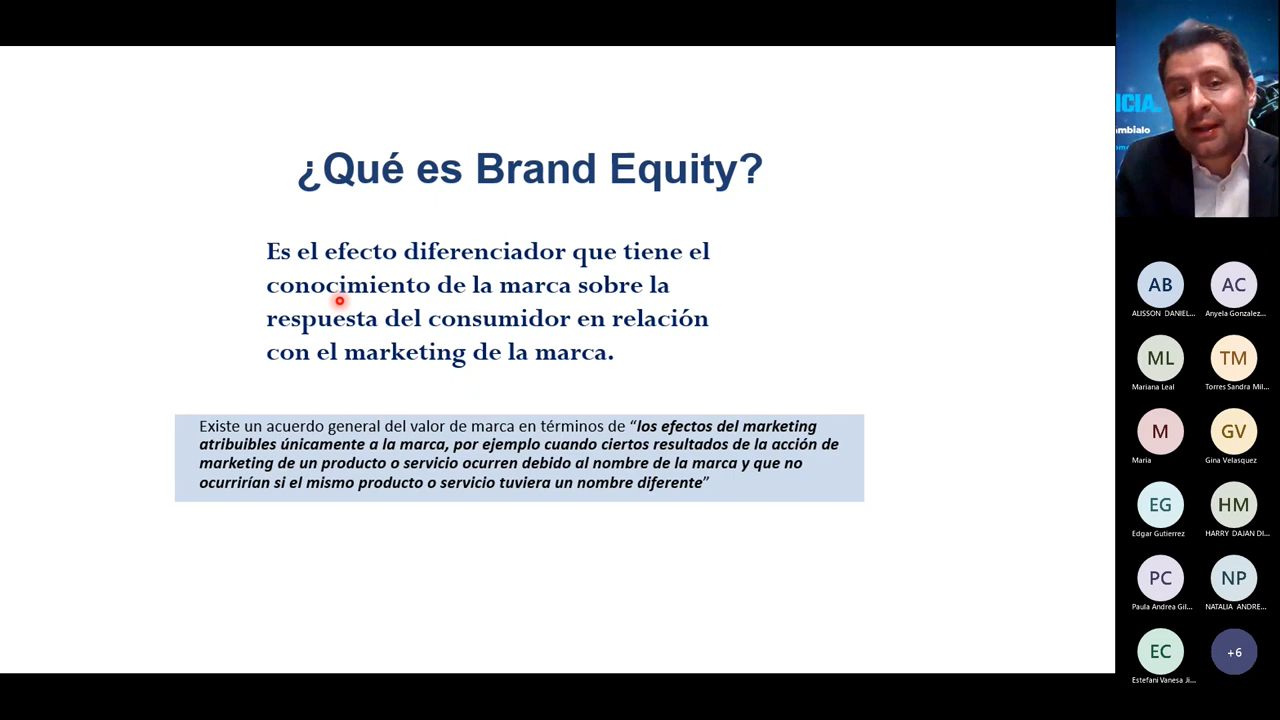 ¿Qué es Brand Equity?
Es el efecto diferenciador que tiene el
conocimiento de la marca sobre la
respuesta del consumidor en relación
con el marketing de la marca.
Existe un acuerdo general del valor de marca en términos de “los efectos del marketing
atribuibles únicamente a la marca, por ejemplo cuando ciertos resultados de la acción de
marketing de un producto o servicio ocurren debido al nombre de la marca y que no
ocurrirían si el mismo producto o servicio tuviera un nombre diferente”
ICIA.
ambialo
AB
ALISSON DANIEL...
AC
Anyela Gonzalez...
ML
Mariana Leal
TM
Torres Sandra Mil...
M
Maria
GV
Gina Velasquez
EG
Edgar Gutierrez
HM
HARRY DAJAN DI...
PC
Paula Andrea Gil...
NP
NATALIA ANDRE...
EC
Estefani Vanesa Ji...
+6